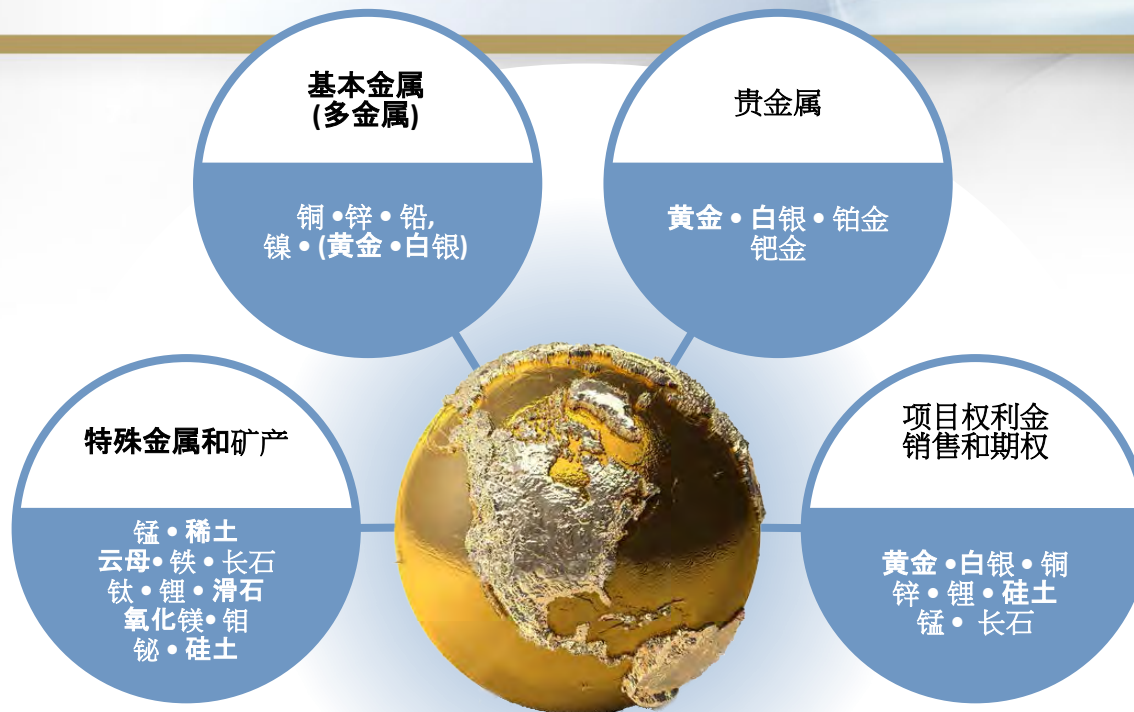 基本金属
(多金属)
铜 •锌 • 铅,
镍 • (黄金 •白银)
贵金属
黄金 • 白银 • 铂金
钯金
特殊金属和矿产
锰 • 稀土
云母• 铁 • 长石
钛 • 锂 • 滑石
氧化镁• 钼
铋 • 硅土
项目权利金
销售和期权
黄金 •白银 • 铜
锌 • 锂 • 硅土
锰 • 长石